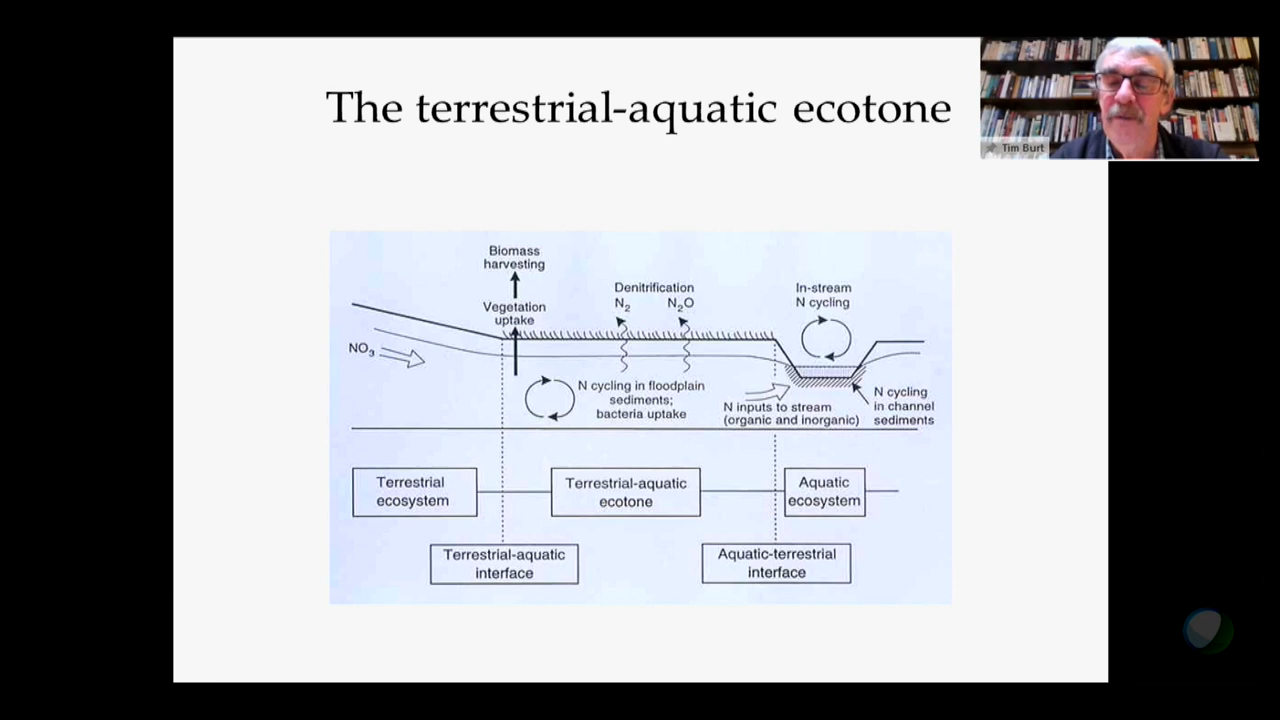 The terrestrial-aquatic ecotone
Tim Burt
Biomass
harvesting
Vegetation
uptake
Denitrification
N₂ N₂O
In-stream
N cycling
NO₃
N cycling in floodplain
sediments;
bacteria uptake
N inputs to stream
(organic and inorganic)
N cycling
in channel
sediments
Terrestrial
ecosystem
Terrestrial-aquatic
ecotone
Aquatic
ecosystem
Terrestrial-aquatic
interface
Aquatic-terrestrial
interface